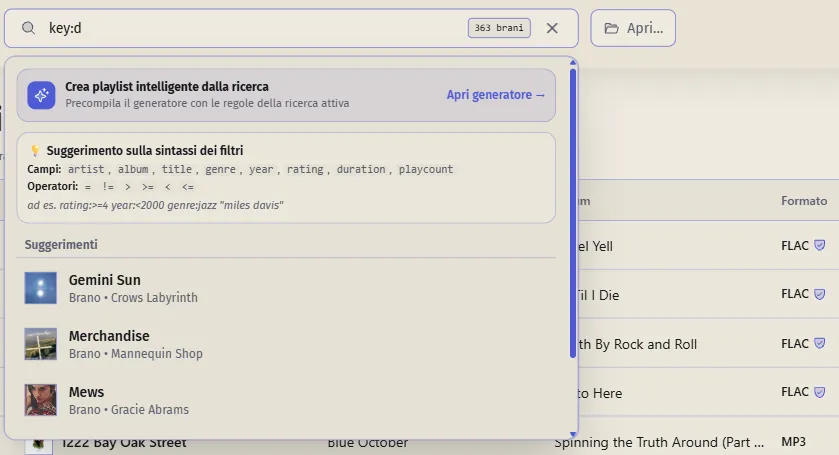 key:d
363 brani
Apri...
Crea playlist intelligente dalla ricerca
Precompila il generatore con le regole della ricerca attiva
Apri generatore →
Suggerimento sulla sintassi dei filtri
Campi: artist, album, title, genre, year, rating, duration, playcount
Operatori: = != > >= < <=
ad es. rating:>=4 year:<2000 genre:jazz "miles davis"
Suggerimenti
Gemini Sun
Brano • Crows Labyrinth
Merchandise
Brano • Mannequin Shop
Mews
Brano • Gracie Abrams
Formato
el Yell
FLAC
Til I Die
FLAC
th By Rock and Roll
FLAC
to Here
FLAC
1222 Bay Oak Street
Blue October
Spinning the Truth Around (Part ...
MP3